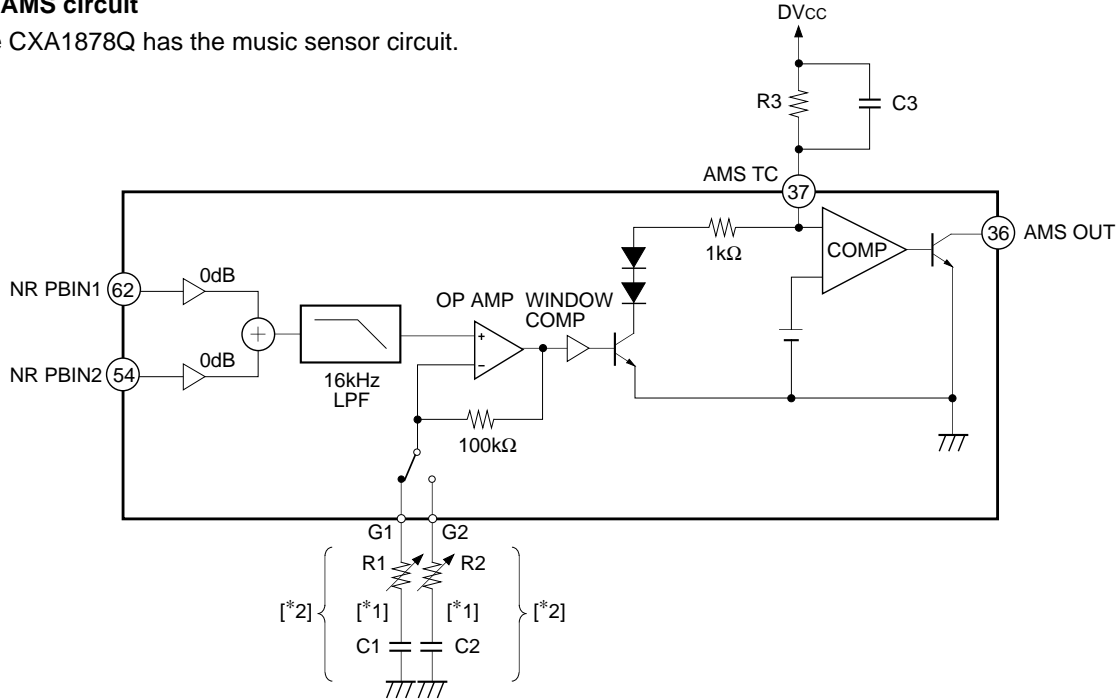 AMS circuit
CXA1878Q has the music sensor circuit.
DVCC
R3
C3
AMS TC
37
36 AMS OUT
1kΩ
COMP
NR PBIN1 62
0dB
OP AMP WINDOW
COMP
+
+
−
16kHz
LPF
NR PBIN2 54
0dB
100kΩ
G1 G2
R1 R2
[*2] [*1] [*1] [*2]
C1 C2